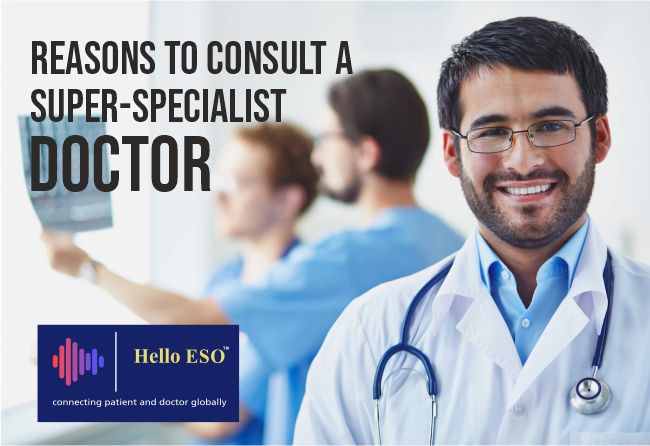 REASONS TO CONSULT A
SUPER-SPECIALIST
DOCTOR
Hello ESO™
connecting patient and doctor globally